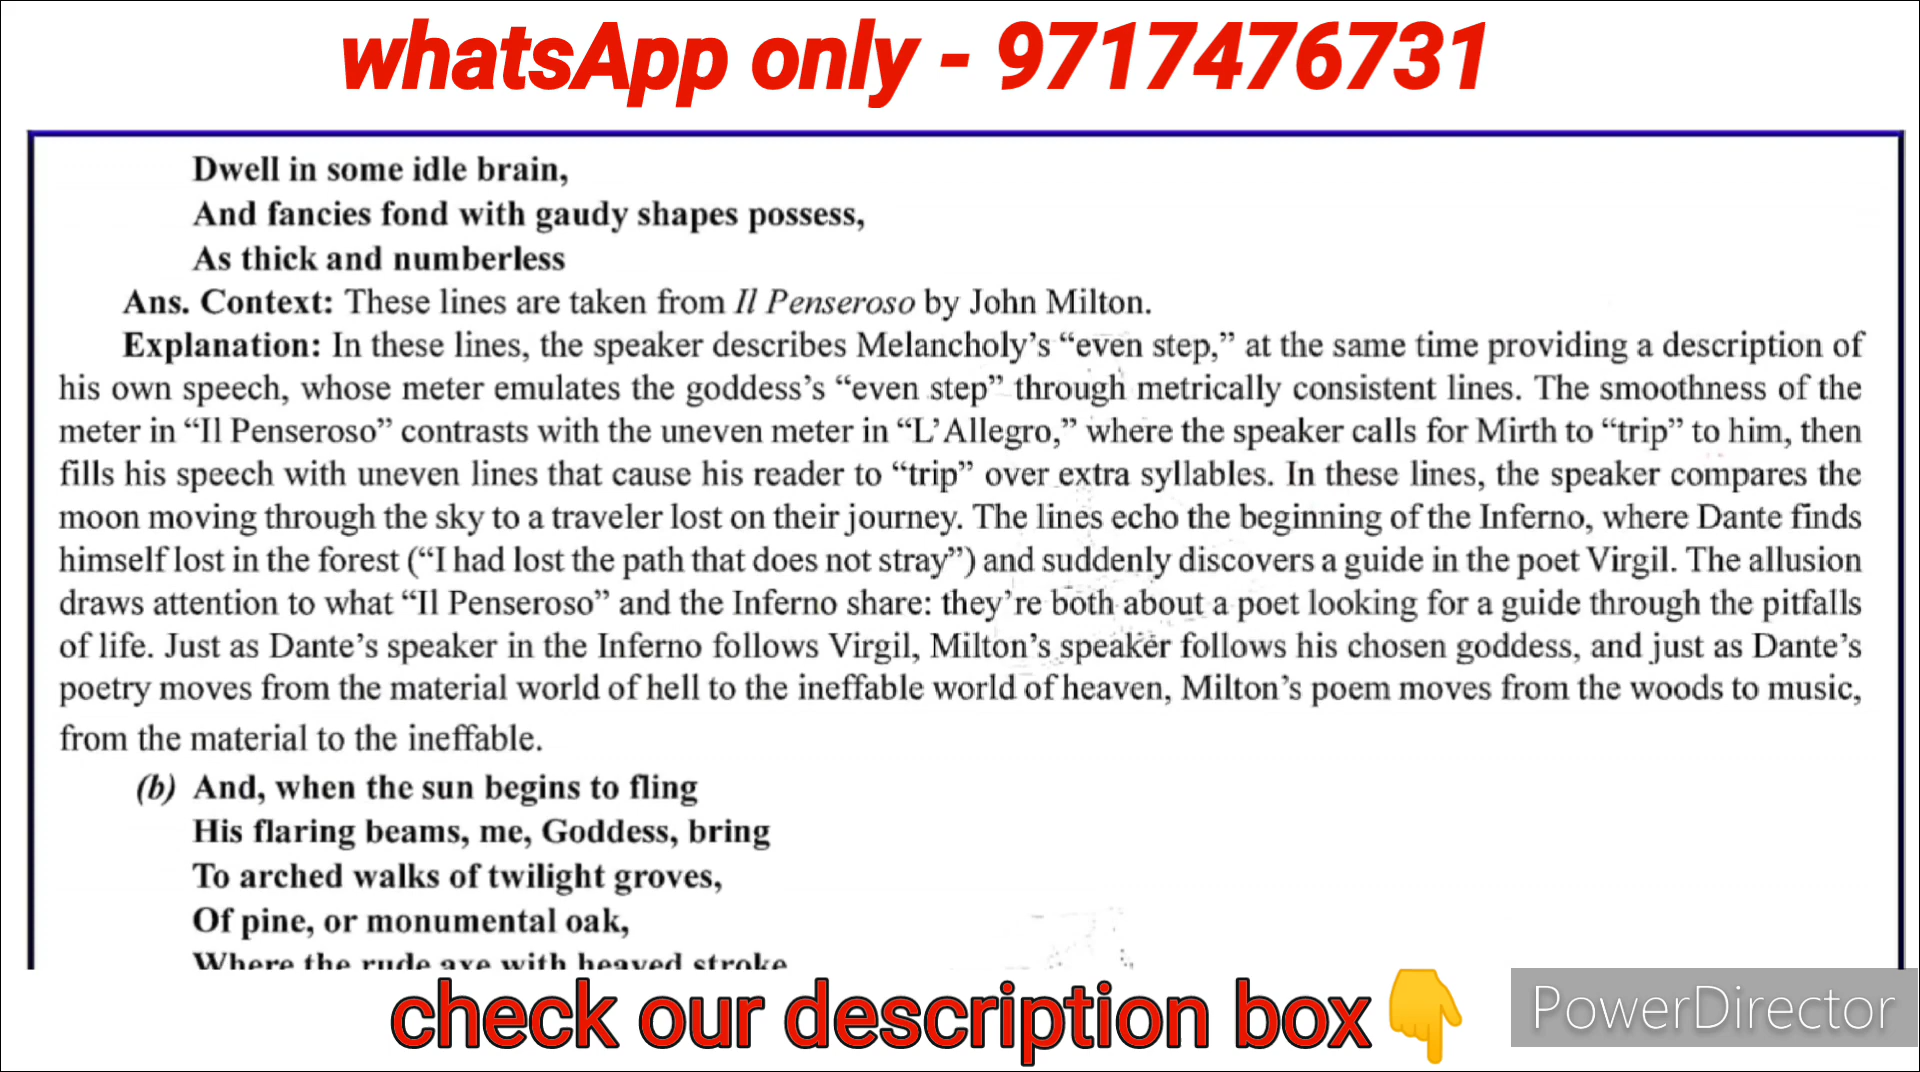 whatsApp only - 9717476731
Dwell in some idle brain,
And fancies fond with gaudy shapes possess,
As thick and numberless
Ans. Context: These lines are taken from Il Penseroso by John Milton.
Explanation: In these lines, the speaker describes Melancholy’s “even step,” at the same time providing a description of
his own speech, whose meter emulates the goddess’s “even step” through metrically consistent lines. The smoothness of the
meter in “Il Penseroso” contrasts with the uneven meter in “L’Allegro,” where the speaker calls for Mirth to “trip” to him, then
fills his speech with uneven lines that cause his reader to “trip” over extra syllables. In these lines, the speaker compares the
moon moving through the sky to a traveler lost on their journey. The lines echo the beginning of the Inferno, where Dante finds
himself lost in the forest (“I had lost the path that does not stray”) and suddenly discovers a guide in the poet Virgil. The allusion
draws attention to what “Il Penseroso” and the Inferno share: they’re both about a poet looking for a guide through the pitfalls
of life. Just as Dante’s speaker in the Inferno follows Virgil, Milton’s speaker follows his chosen goddess, and just as Dante’s
poetry moves from the material world of hell to the ineffable world of heaven, Milton’s poem moves from the woods to music,
from the material to the ineffable.
(b) And, when the sun begins to fling
His flaring beams, me, Goddess, bring
To arched walks of twilight groves,
Of pine, or monumental oak,
Where the rude axe with heaved stroke
check our description box
PowerDirector